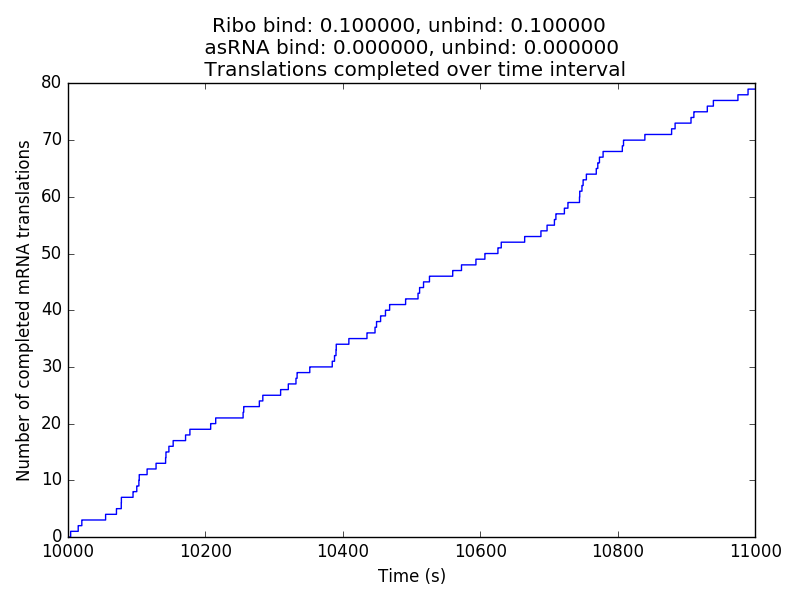 Ribo bind: 0.100000, unbind: 0.100000
asRNA bind: 0.000000, unbind: 0.000000
Translations completed over time interval
Number of completed mRNA translations
80
70
60
50
40
30
20
10
0
10000 10200 10400 10600 10800 11000
Time (s)